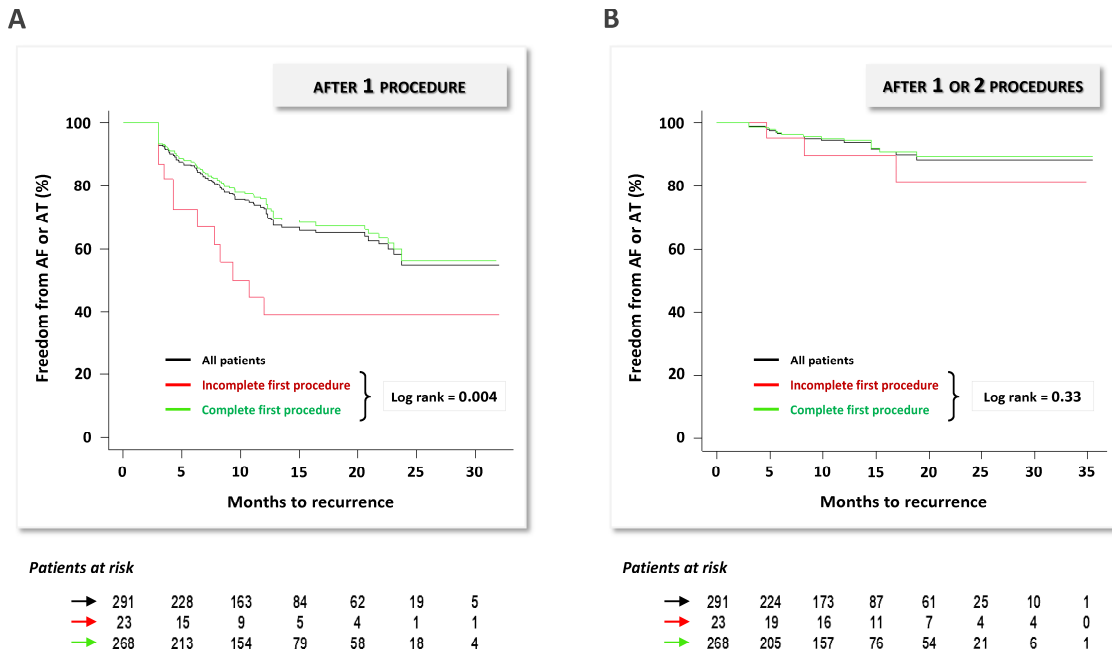 A
AFTER 1 PROCEDURE
100
80
60
40
20
0
Freedom from AF or AT (%)
All patients
Incomplete first procedure
Complete first procedure
Log rank = 0.004
0 5 10 15 20 25 30
Months to recurrence
Patients at risk
291 228 163 84 62 19 5
23 15 9 5 4 1 1
268 213 154 79 58 18 4
B
AFTER 1 OR 2 PROCEDURES
100
80
60
40
20
0
Freedom from AF or AT (%)
All patients
Incomplete first procedure
Complete first procedure
Log rank = 0.33
0 5 10 15 20 25 30 35
Months to recurrence
Patients at risk
291 224 173 87 61 25 10 1
23 19 16 11 7 4 4 0
268 205 157 76 54 21 6 1